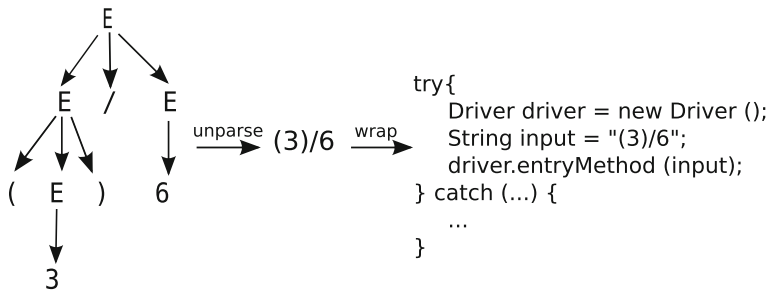 E
E / E
( E ) 6
3
unparse
(3)/6
wrap
try{
Driver driver = new Driver ();
String input = "(3)/6";
driver.entryMethod (input);
} catch (...) {
...
}